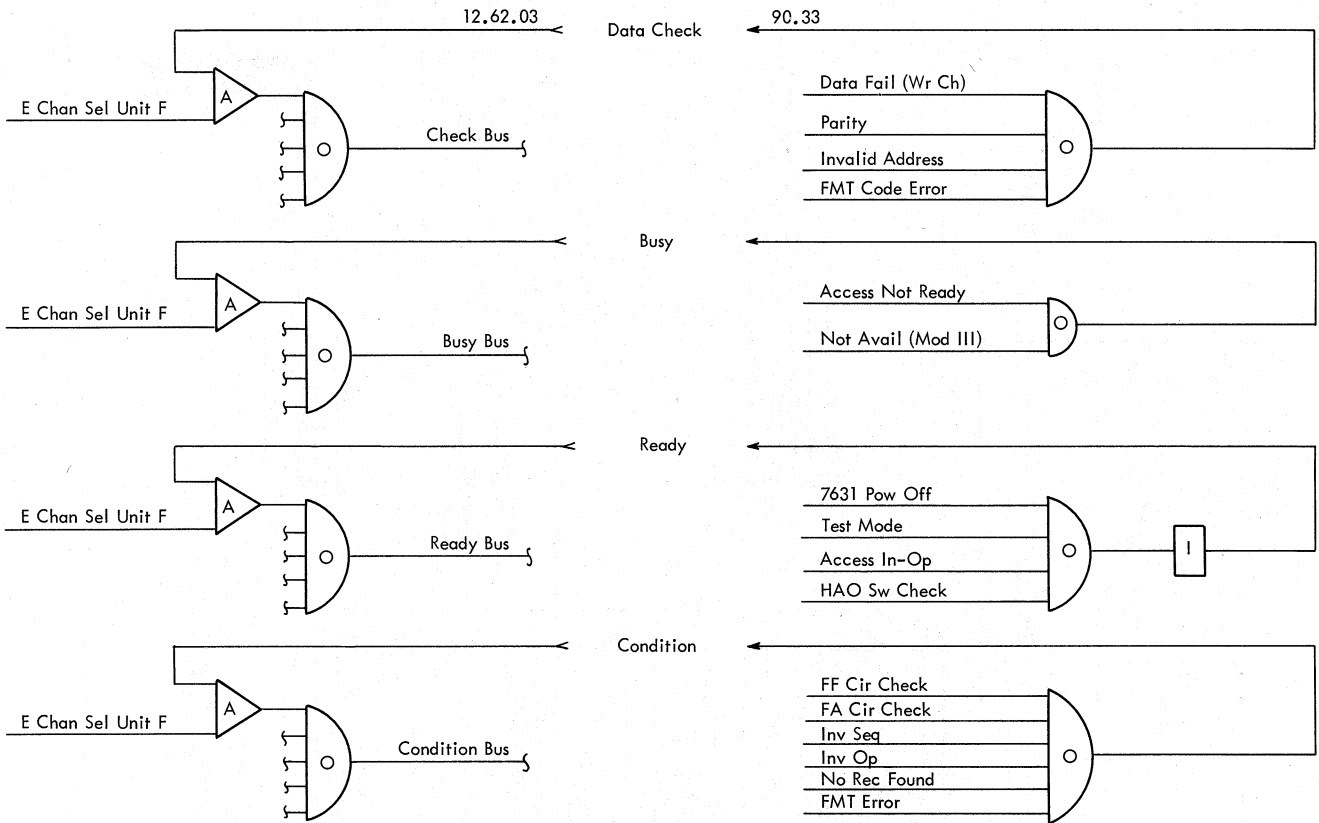 12.62.03
Data Check
90.33
E Chan Sel Unit F
A
O
Check Bus
Data Fail (Wr Ch)
Parity
Invalid Address
FMT Code Error
O
Busy
E Chan Sel Unit F
A
O
Busy Bus
Access Not Ready
Not Avail (Mod III)
O
Ready
E Chan Sel Unit F
A
O
Ready Bus
7631 Pow Off
Test Mode
Access In-Op
HAO Sw Check
O
I
Condition
E Chan Sel Unit F
A
O
Condition Bus
FF Cir Check
FA Cir Check
Inv Seq
Inv Op
No Rec Found
FMT Error
O